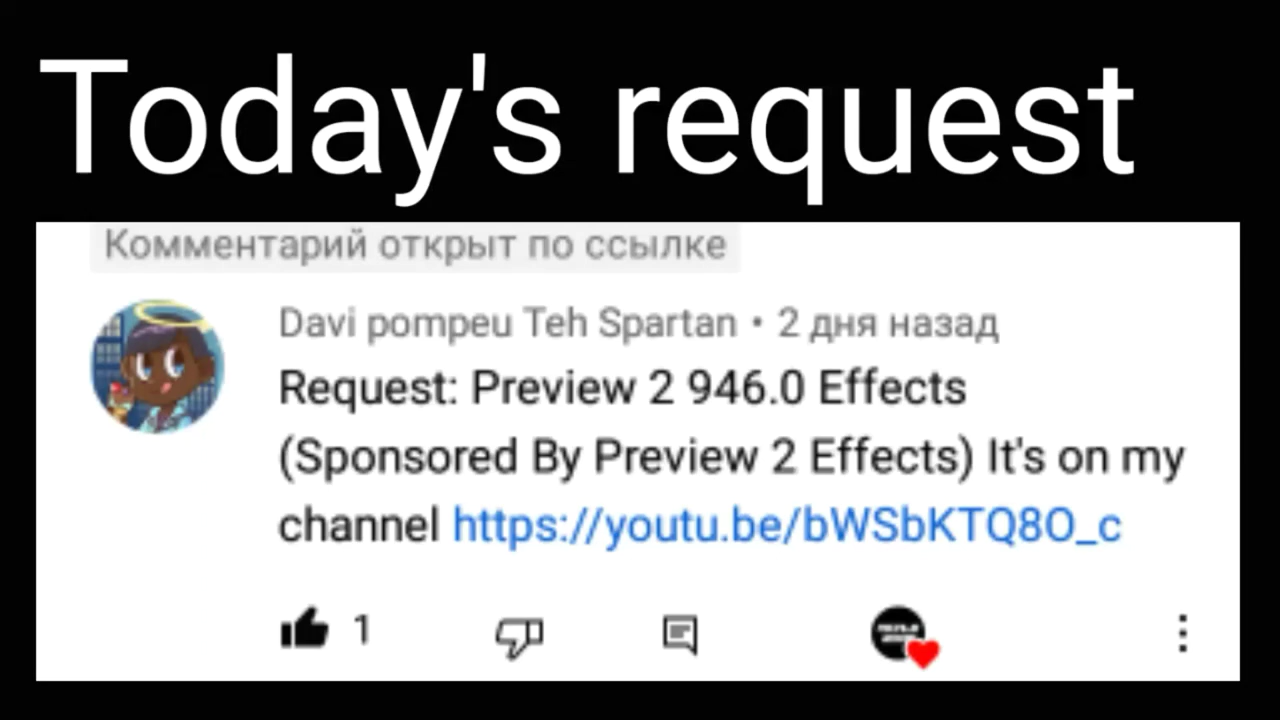 Today's request
Комментарий открыт по ссылке
Davi pompeu Teh Spartan • 2 дня назад
Request: Preview 2 946.0 Effects
(Sponsored By Preview 2 Effects) It's on my
channel https://youtu.be/bWSbKTQ8O_c
1